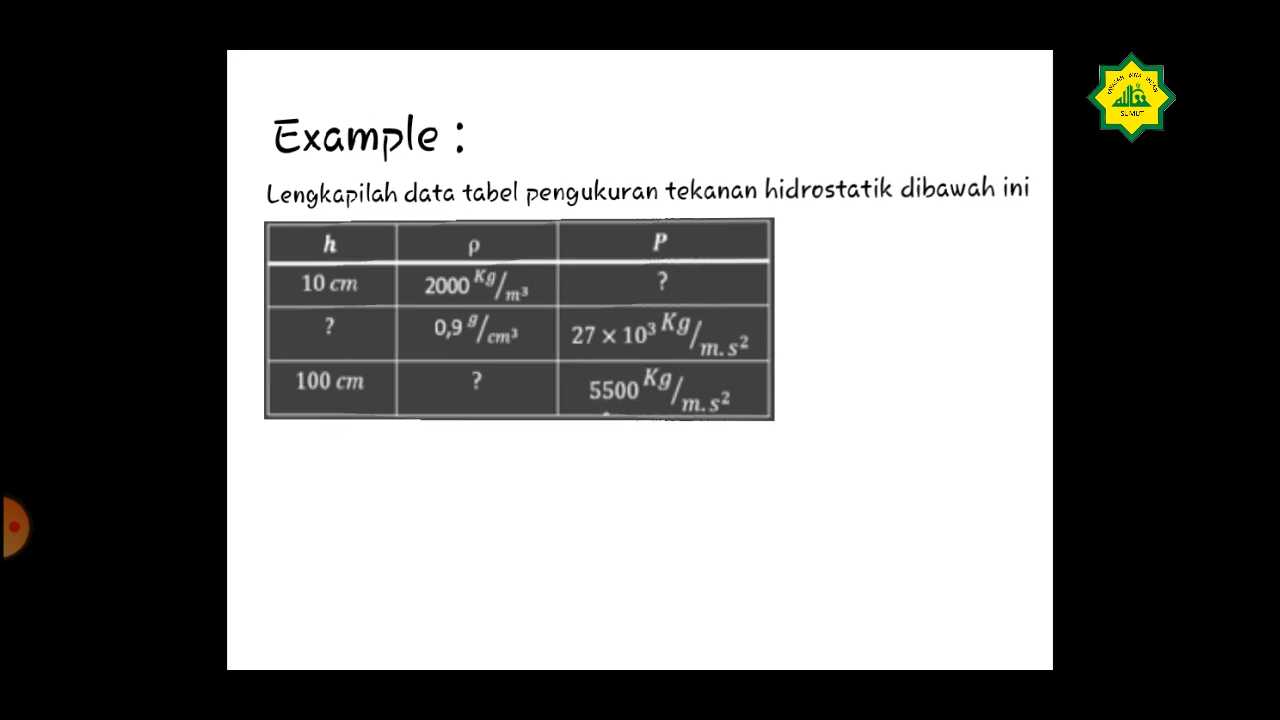 Example :
Lengkapilah data tabel pengukuran tekanan hidrostatik dibawah ini
h ρ P
10 cm 2000 Kg/m³ ?
? 0,9 g/cm³ 27 × 10³ Kg/m.s²
100 cm ? 5500 Kg/m.s²
SUMUT